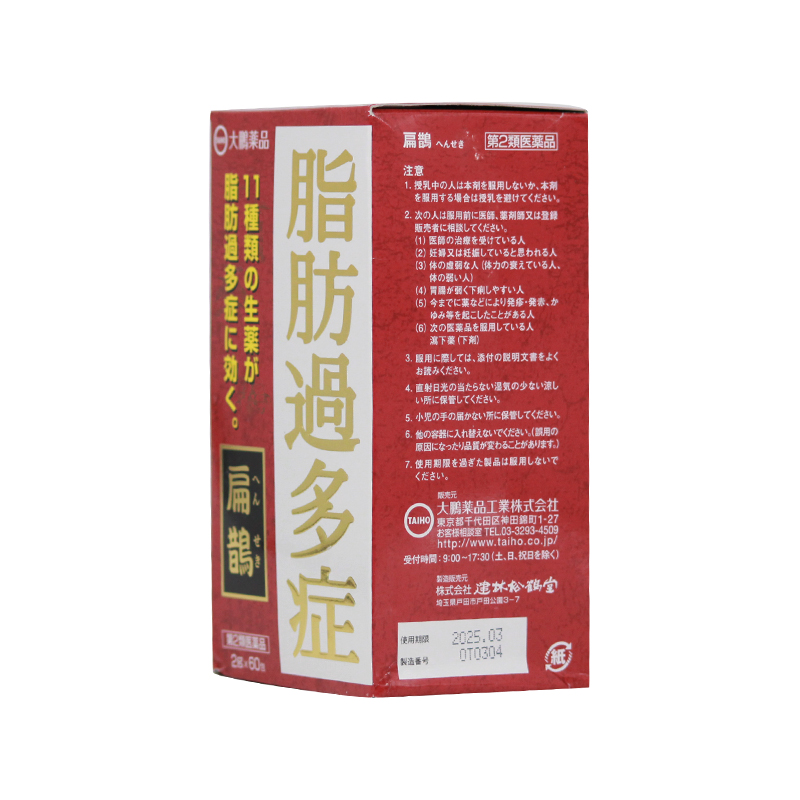 大鵬薬品
11種類の生薬が
脂肪過多症に効く。
扁鵲
へんせき
第2類医薬品
2g×60包
脂肪過多症
扁鵲 へんせき 第2類医薬品
注意
1. 授乳中の人は本剤を服用しないか、本剤
を服用する場合は授乳を避けてください。
2. 次の人は服用前に医師、薬剤師又は登録
販売者に相談してください。
(1) 医師の治療を受けている人
(2) 妊婦又は妊娠していると思われる人
(3) 体の虚弱な人(体力の衰えている人、
体の弱い人)
(4) 胃腸が弱く下痢しやすい人
(5) 今までに薬などにより発疹・発赤、か
ゆみ等を起こしたことがある人
(6) 次の医薬品を服用している人
瀉下薬(下剤)
3. 服用に際しては、添付の説明文書をよく
お読みください。
4. 直射日光の当たらない湿気の少ない涼し
い所に保管してください。
5. 小児の手の届かない所に保管してください。
6. 他の容器に入れ替えないでください。(誤用の
原因になったり品質が変わることがあります。)
7. 使用期限を過ぎた製品は服用しないで
ください。
販売元
TAIHO 大鵬薬品工業株式会社
東京都千代田区神田錦町1-27
お客様相談室 TEL.03-3293-4509
http://www.taiho.co.jp/
受付時間:9:00~17:30(土、日、祝日を除く)
製造販売元
株式会社 建林松鶴堂
埼玉県戸田市戸田公園3-7
使用期限 2025.03
製造番号 OT0304
紙